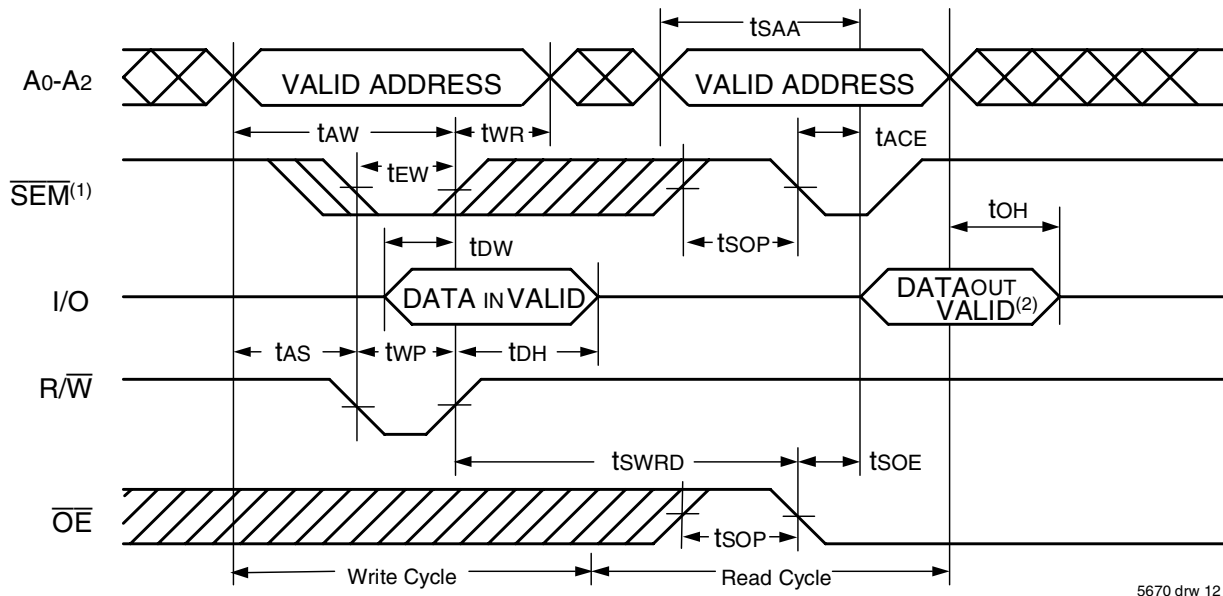 tSAA
A0-A2 VALID ADDRESS VALID ADDRESS
tAW tWR tACE
tEW
SEM(1)
tSOP tOH
tDW
I/O DATA IN VALID DATAOUT
VALID(2)
tAS tWP tDH
R/W
tSWRD tSOE
OE
tSOP
Write Cycle Read Cycle
5670 drw 12